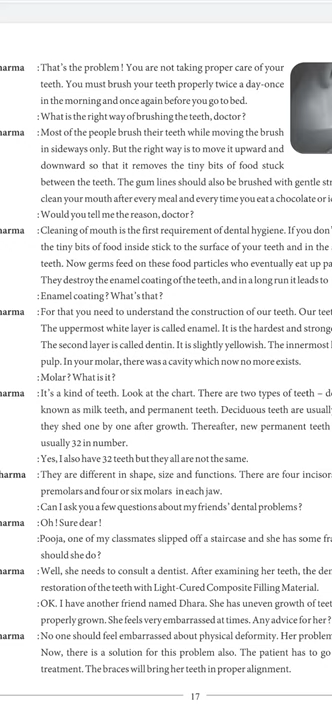 harma :That's the problem! You are not taking proper care of your
teeth. You must brush your teeth properly twice a day-once
in the morning and once again before you go to bed.
:What is the right way of brushing the teeth, doctor?
harma :Most of the people brush their teeth while moving the brush
in sideways only. But the right way is to move it upward and
downward so that it removes the tiny bits of food stuck
between the teeth. The gum lines should also be brushed with gentle
clean your mouth after every meal and every time you eat a chocolate or
:Would you tell me the reason, doctor?
harma :Cleaning of mouth is the first requirement of dental hygiene. If you don'
the tiny bits of food inside stick to the surface of your teeth and in the
teeth. Now germs feed on these food particles who eventually eat up
They destroy the enamel coating of the teeth, and in a long run it leads to
:Enamel coating? What's that?
harma :For that you need to understand the construction of our teeth. Our
The uppermost white layer is called enamel. It is the hardest and
The second layer is called dentin. It is slightly yellowish. The innermost
pulp. In your molar, there was a cavity which now no more exists.
:Molar? What is it?
harma :It's a kind of teeth. Look at the chart. There are two types of teeth –
known as milk teeth, and permanent teeth. Deciduous teeth are
they shed one by one after growth. Thereafter, new permanent teeth
usually 32 in number.
:Yes, I also have 32 teeth but they all are not the same.
harma :They are different in shape, size and functions. There are four
premolars and four or six molars in each jaw.
:Can I ask you a few questions about my friends' dental problems?
harma :Oh! Sure dear!
:Pooja, one of my classmates slipped off a staircase and she has some
should she do?
harma :Well, she needs to consult a dentist. After examining her teeth, the
restoration of the teeth with Light-Cured Composite Filling Material.
:OK. I have another friend named Dhara. She has uneven growth of
properly grown. She feels very embarrassed at times. Any advice for her?
harma :No one should feel embarrassed about physical deformity. Her
Now, there is a solution for this problem also. The patient has to go
treatment. The braces will bring her teeth in proper alignment.
17